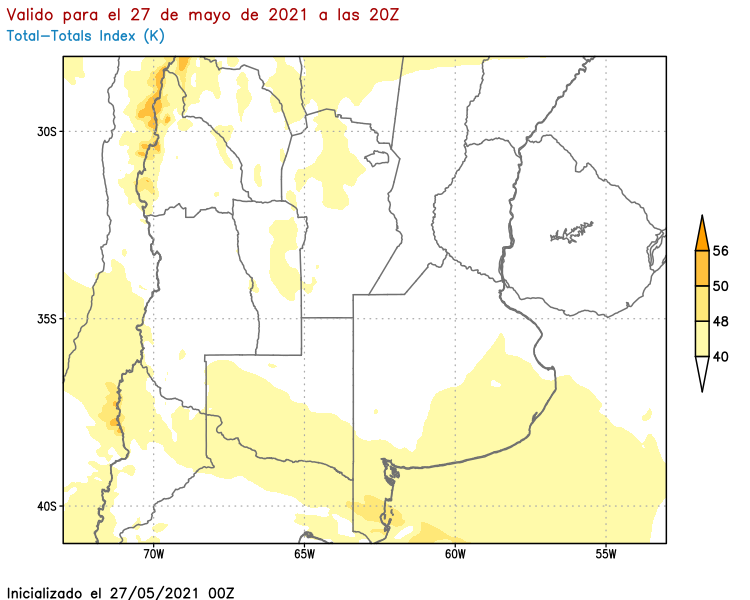 Valido para el 27 de mayo de 2021 a las 20Z
Total-Totals Index (K)
30S
35S
40S
70W
65W
60W
55W
56
50
48
40
Inicializado el 27/05/2021 00Z